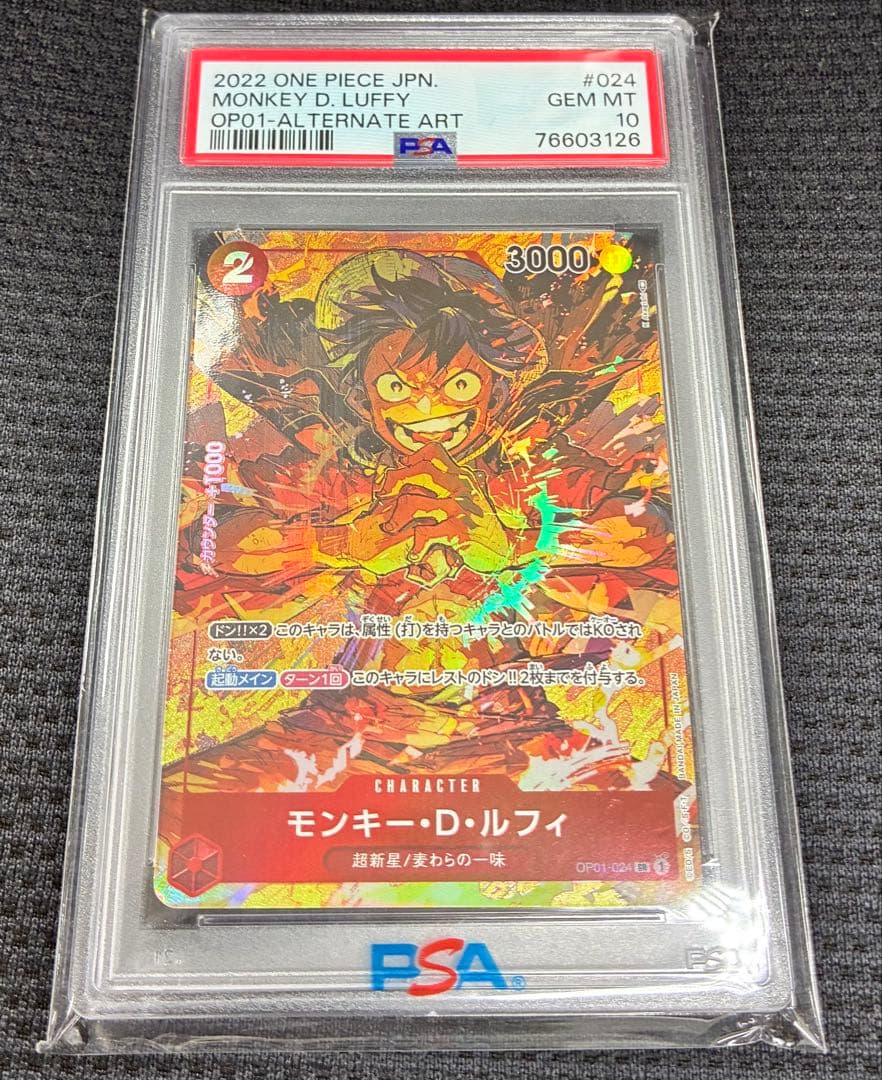 2022 ONE PIECE JPN. #024
MONKEY D. LUFFY GEM MT
OP01-ALTERNATE ART 10
PSA 76603126
2 3000 打
カウンター +1000
ドン!!×2 このキャラは、属性(打)を持つキャラとのバトルではKOされ
ない。
起動メイン ターン1回 このキャラにレストのドン!!2枚までを付与する。
BANDAI MADE IN JAPAN
CHARACTER
モンキー・D・ルフィ
超新星/麦わらの一味
OP01-024 SR 1
PSA